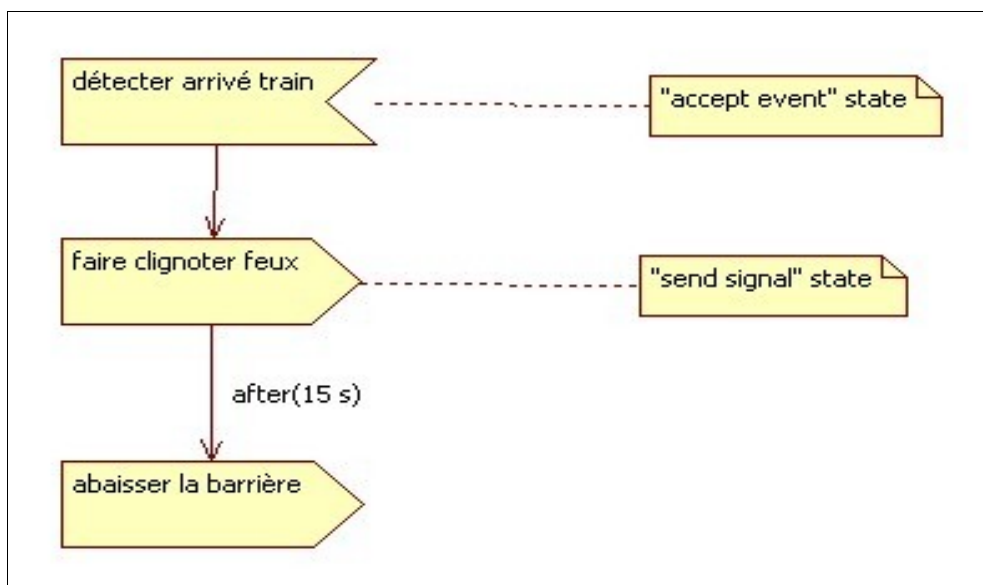 détecter arrivé train
"accept event" state
faire clignoter feux
"send signal" state
after(15 s)
abaisser la barrière